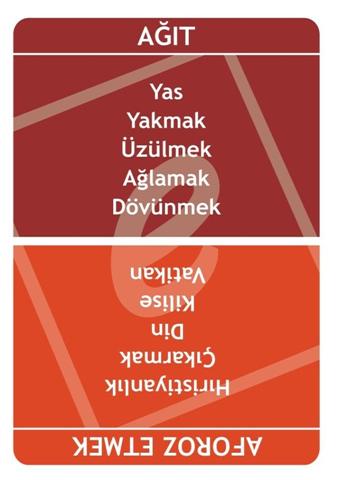 AĞIT
Yas
Yakmak
Üzülmek
Ağlamak
Dövünmek
AFOROZ ETMEK
Hıristiyanlık
Çıkarmak
Din
Kilise
Vatikan